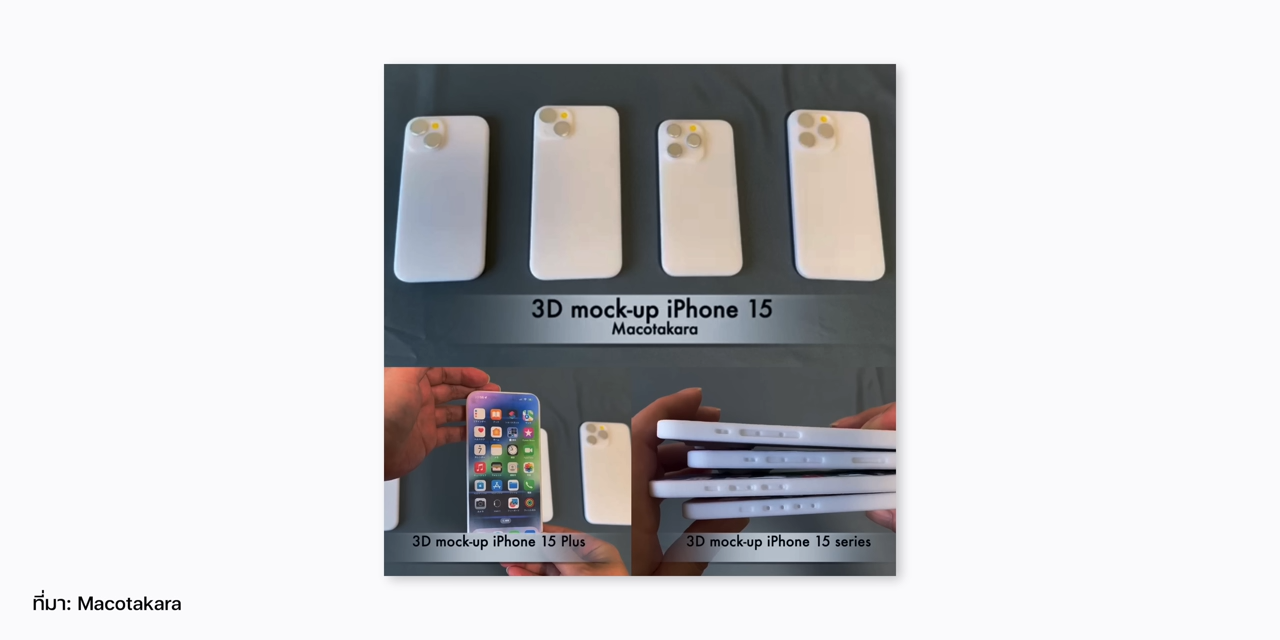 3D mock-up iPhone 15
Macotakara
3D mock-up iPhone 15 Plus
3D mock-up iPhone 15 series
ที่มา: Macotakara